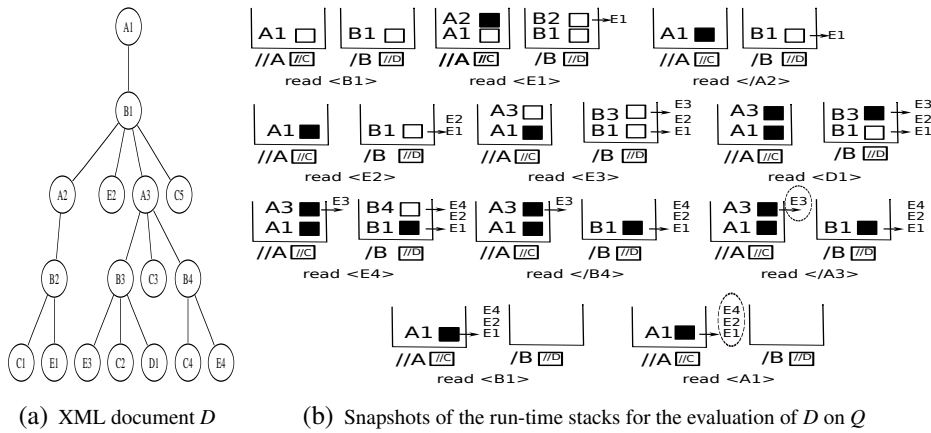 A1
B1
A2 E2 A3 C5
B2 B3 C3 B4
C1 E1 E3 C2 D1 C4 E4
(a) XML document D
A1 B1
//A //C /B //D
read <B1>
A2 B2 E1
A1 B1
//A //C /B //D
read <E1>
A1 B1 E1
//A //C /B //D
read </A2>
E2
A1 B1 E1
//A //C /B //D
read <E2>
E3
A3 B3 E2
A1 B1 E1
//A //C /B //D
read <E3>
E3
A3 B3 E2
A1 B1 E1
//A //C /B //D
read <D1>
A3 E3 B4 E4
E2
A1 B1 E1
//A //C /B //D
read <E4>
A3 E3 E4
E2
A1 B1 E1
//A //C /B //D
read </B4>
A3 E3 E4
E2
A1 B1 E1
//A //C /B //D
read </A3>
E4
E2
A1 E1
//A //C /B //D
read <B1>
E4
E2
A1 E1
//A //C /B //D
read <A1>
(b) Snapshots of the run-time stacks for the evaluation of D on Q